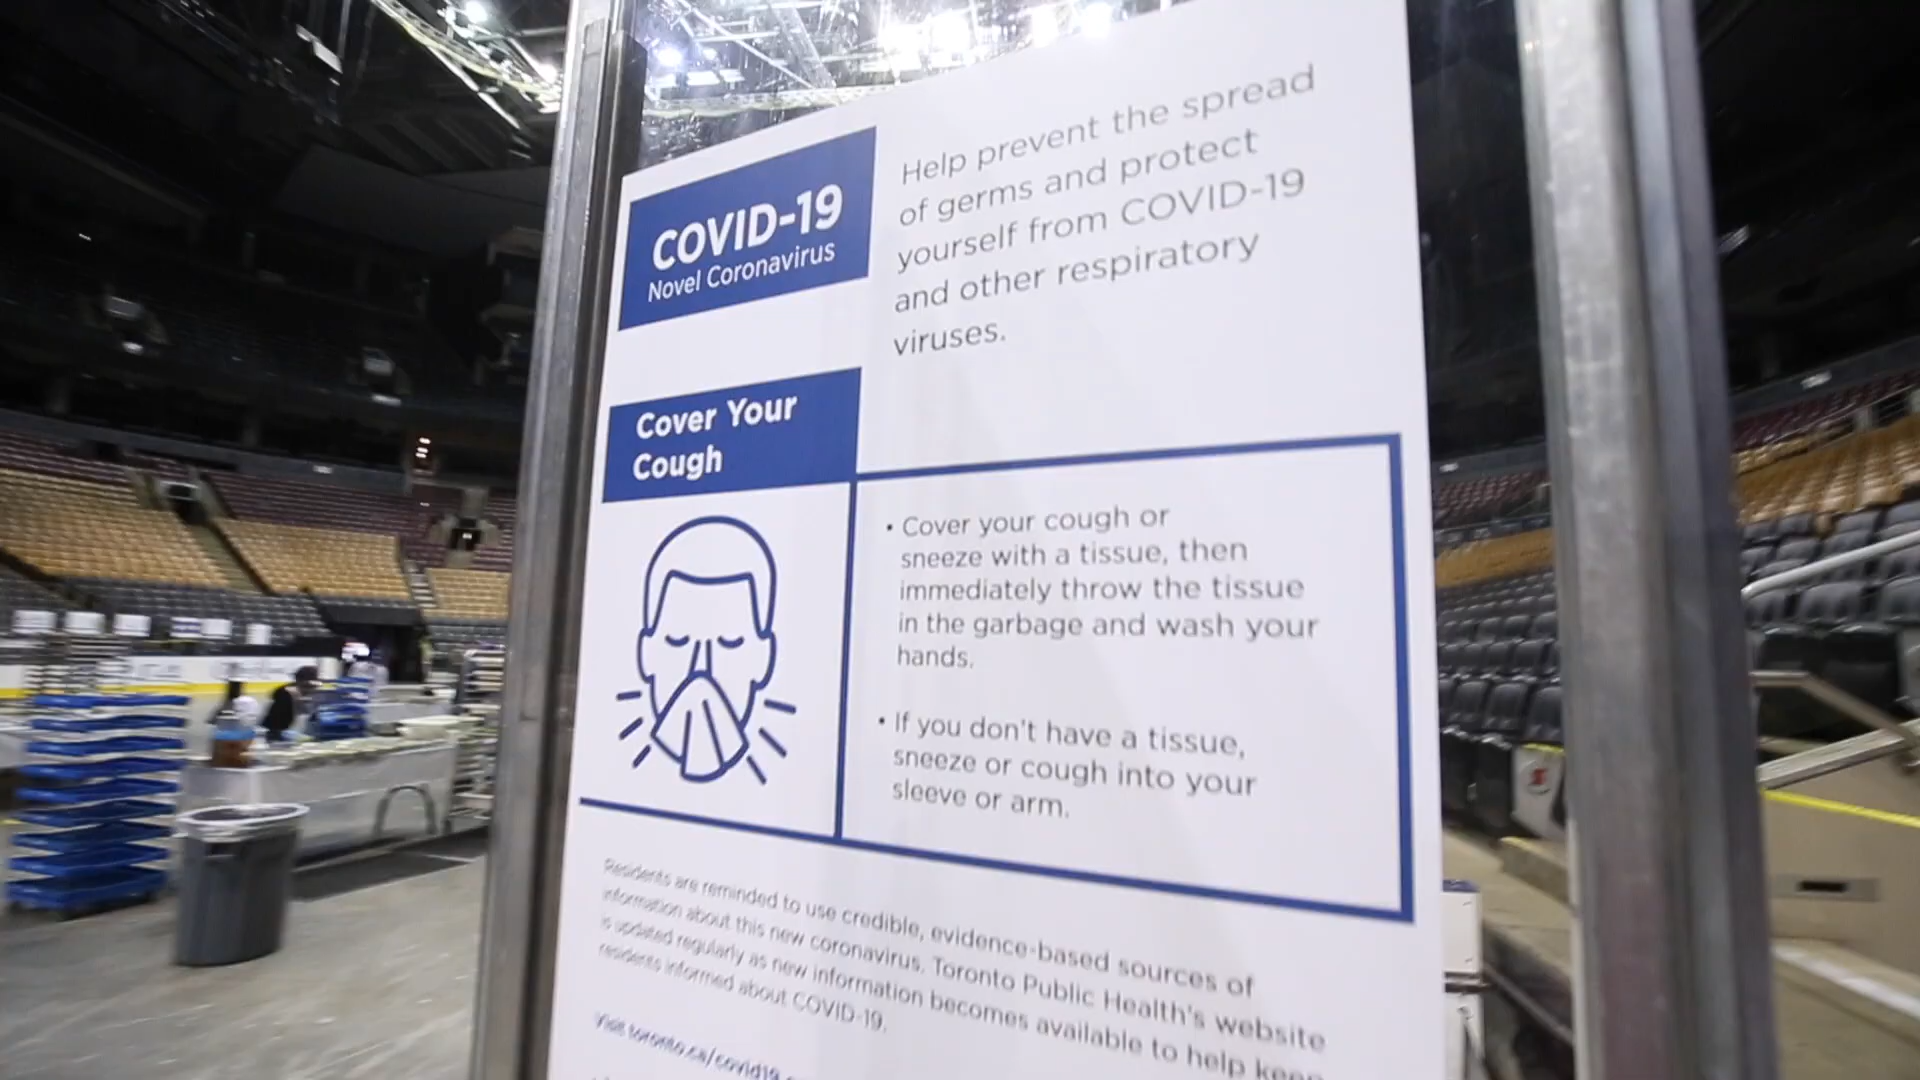 COVID-19
Novel Coronavirus
Help prevent the spread
of germs and protect
yourself from COVID-19
and other respiratory
viruses.
Cover Your
Cough
• Cover your cough or
sneeze with a tissue, then
immediately throw the tissue
in the garbage and wash your
hands.
• If you don't have a tissue,
sneeze or cough into your
sleeve or arm.
Residents are reminded to use credible, evidence-based sources of
information about this new coronavirus. Toronto Public Health's website
is updated regularly as new information becomes available to help keep
residents informed about COVID-19.
Visit toronto.ca/covid19